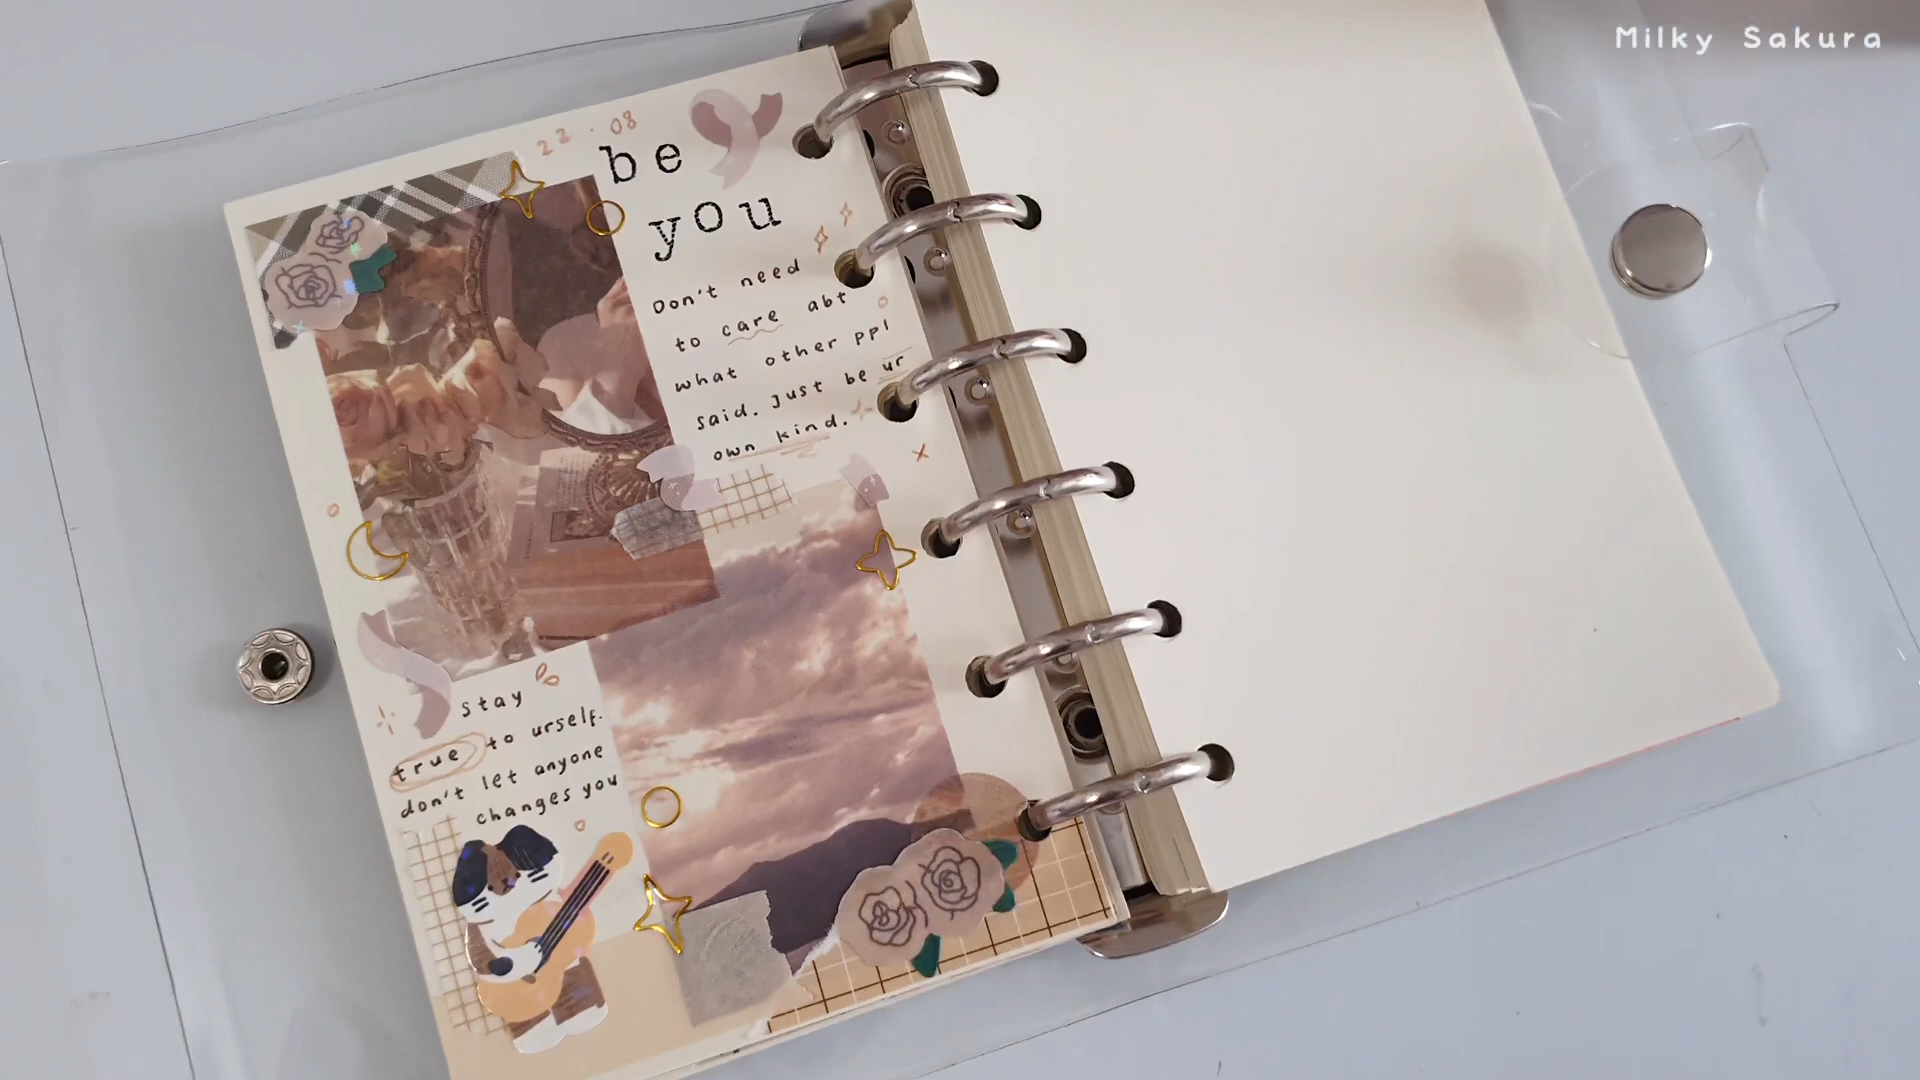 Milky Sakura
22.08
be
you
Don't need
to care abt
what other ppl
said. Just be ur
own kind.
stay
true to urself.
don't let anyone
changes you